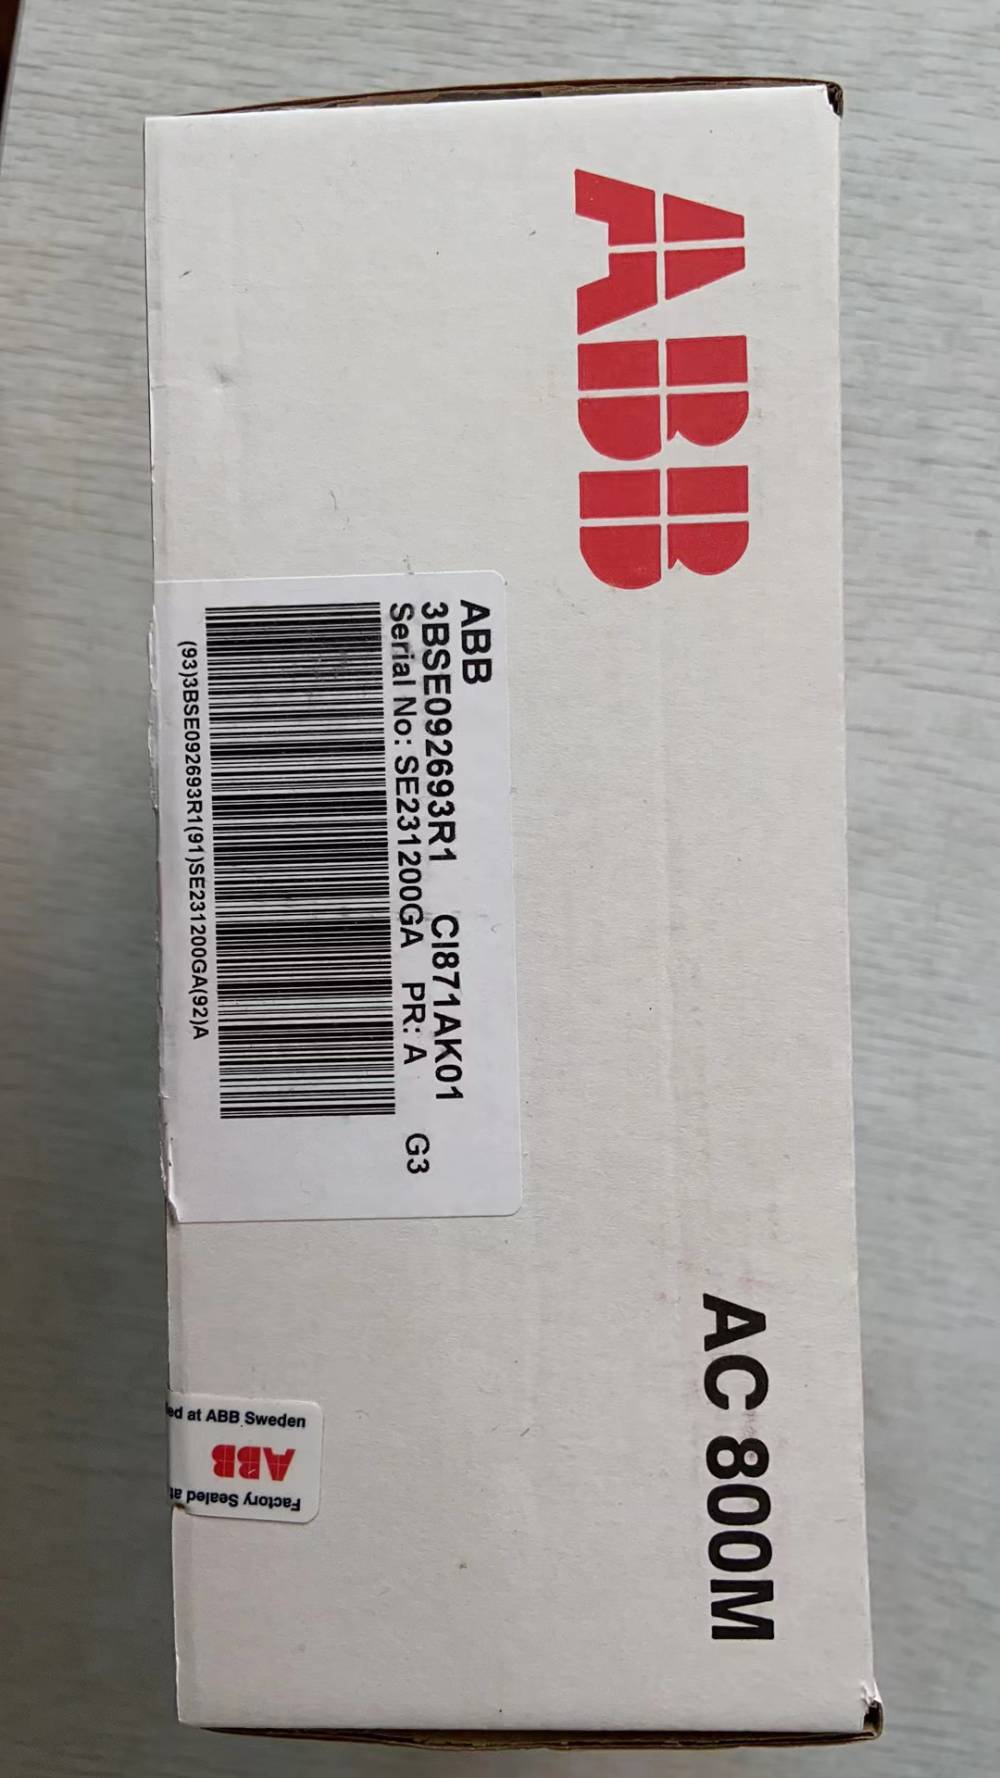 ABB
ABB
3BSE092693R1 CI871AK01
Serial No: SE231200GA PR: A G3
(93)3BSE092693R1(91)SE231200GA(92)A
AC 800M
at ABB Sweden
ABB
Factory Sealed at